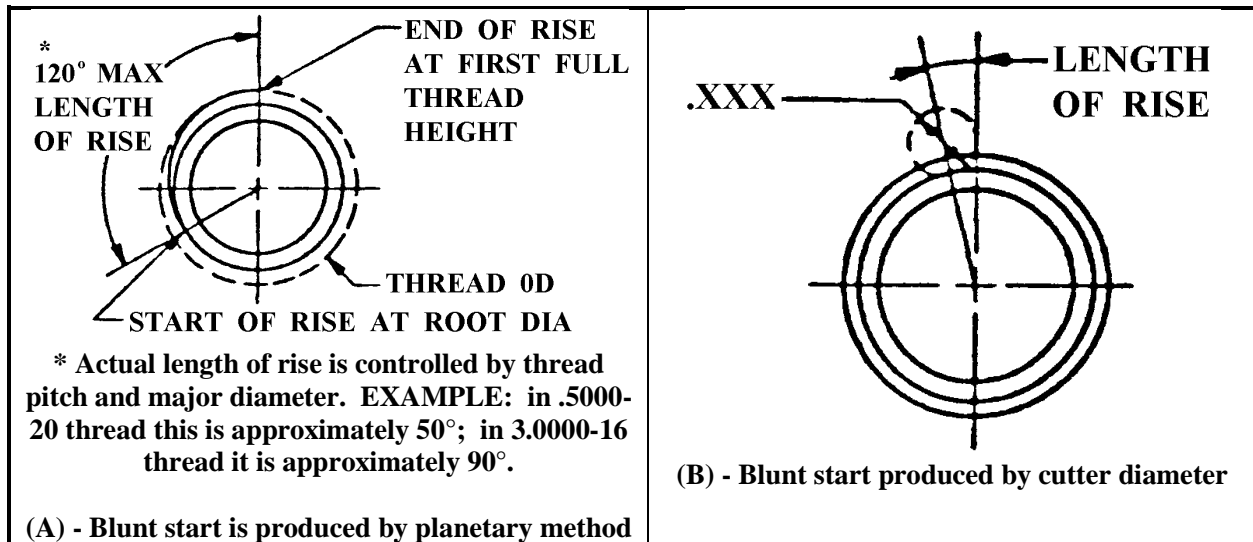 *
120° MAX
LENGTH
OF RISE
END OF RISE
AT FIRST FULL
THREAD
HEIGHT
THREAD 0D
START OF RISE AT ROOT DIA
* Actual length of rise is controlled by thread
pitch and major diameter. EXAMPLE: in .5000-
20 thread this is approximately 50°; in 3.0000-16
thread it is approximately 90°.
(A) - Blunt start is produced by planetary method
.XXX
LENGTH
OF RISE
(B) - Blunt start produced by cutter diameter